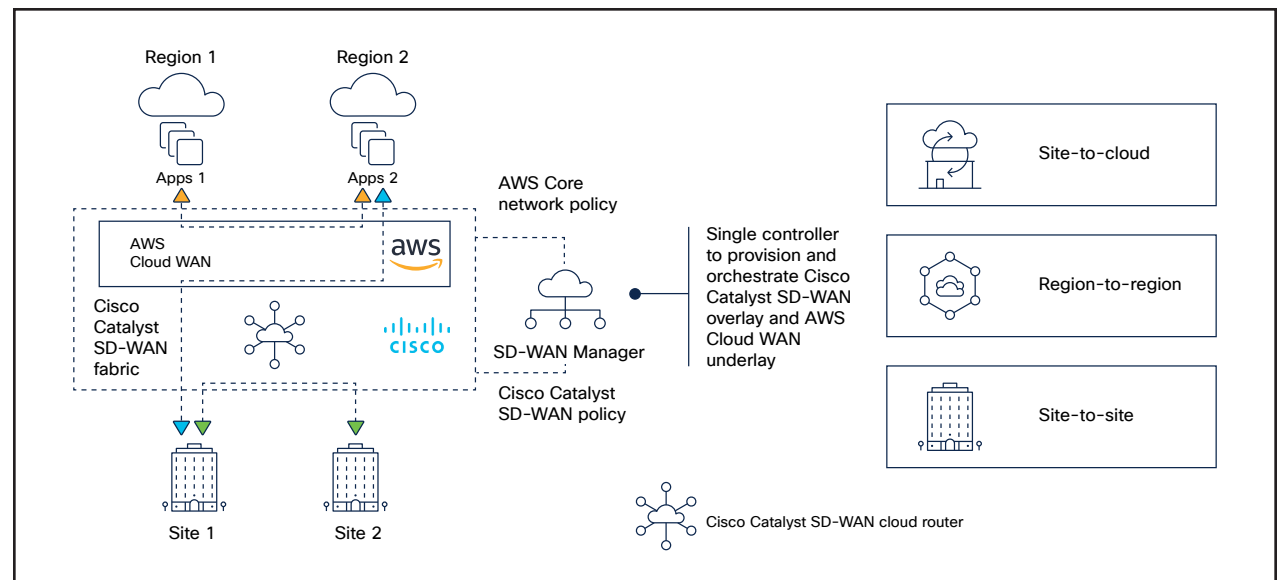 Region 1
Region 2
Apps 1
Apps 2
AWS
Cloud WAN
aws
Cisco
Catalyst
SD-WAN
fabric
CISCO
AWS Core
network policy
SD-WAN Manager
Cisco Catalyst
SD-WAN policy
Single controller
to provision and
orchestrate Cisco
Catalyst SD-WAN
overlay and AWS
Cloud WAN
underlay
Site 1
Site 2
Site-to-cloud
Region-to-region
Site-to-site
Cisco Catalyst SD-WAN cloud router